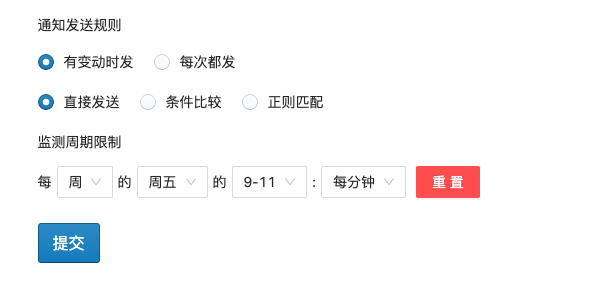 通知发送规则
有变动时发 每次都发
直接发送 条件比较 正则匹配
监测周期限制
每 周 的 周五 的 9-11 : 每分钟 重 置
提交